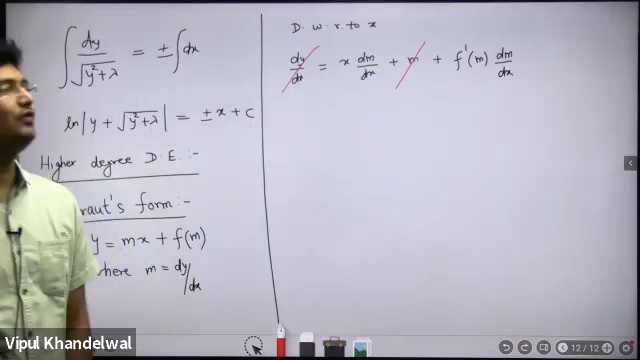 ∫ dy/√(y²+λ) = ± ∫ dx
ln|y + √(y²+λ)| = ± x + c
Higher degree D.E. :-
raut's form :-
y = mx + f(m)
here m = dy/dx
D. w. r. to x
dy/dx = x dm/dx + m + f'(m) dm/dx
Vipul Khandelwal
12 / 12